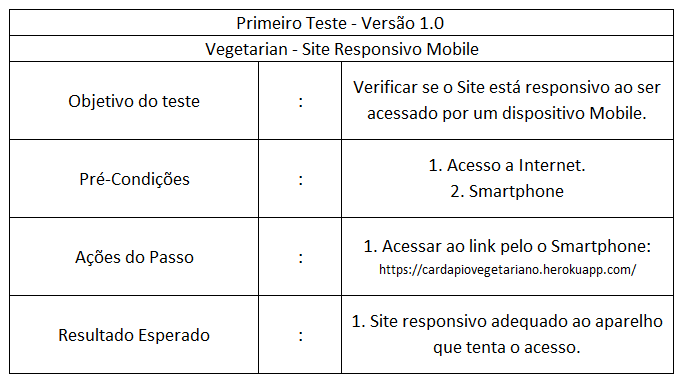 Primeiro Teste - Versão 1.0
Vegetarian - Site Responsivo Mobile
Objetivo do teste : Verificar se o Site está responsivo ao ser
acessado por um dispositivo Mobile.
Pré-Condições : 1. Acesso a Internet.
2. Smartphone
Ações do Passo : 1. Acessar ao link pelo o Smartphone:
https://cardapiovegetariano.herokuapp.com/
Resultado Esperado : 1. Site responsivo adequado ao aparelho
que tenta o acesso.